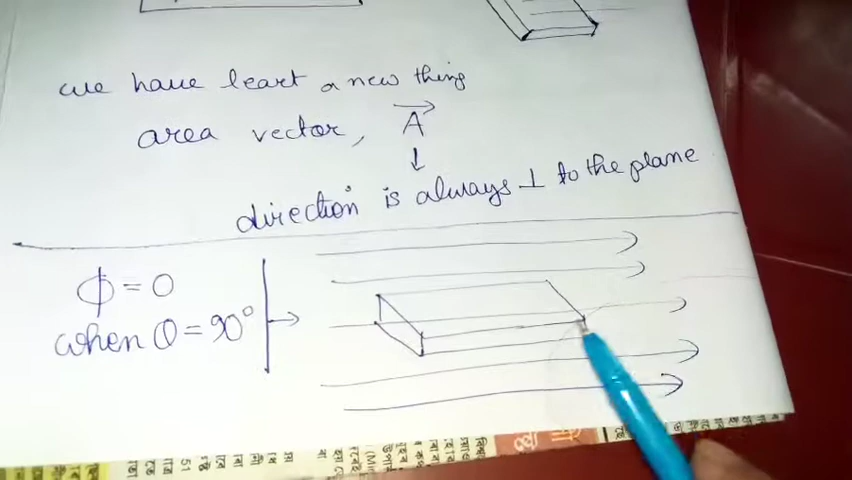 we have leart a new thing
area vector, A
direction is always ⊥ to the plane
ϕ = 0
when θ = 90°